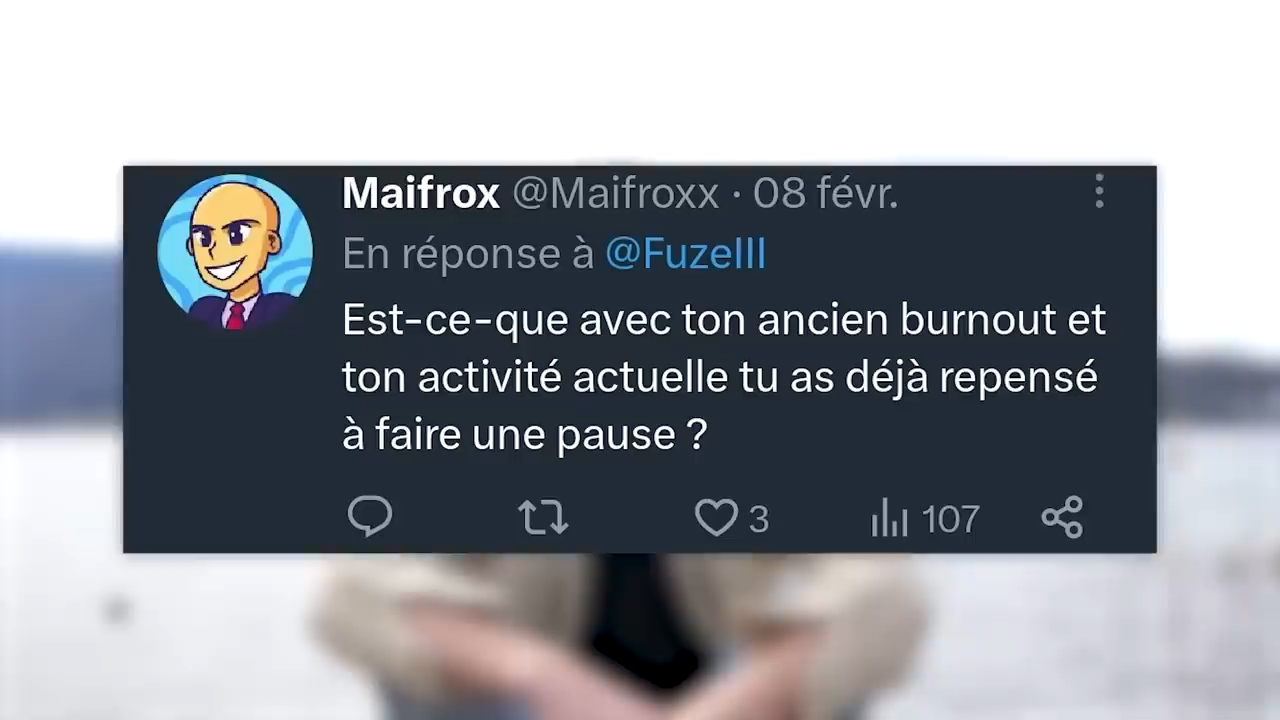 Maifrox @Maifroxx · 08 févr.
En réponse à @FuzeIII
Est-ce-que avec ton ancien burnout et
ton activité actuelle tu as déjà repensé
à faire une pause ?
3 107